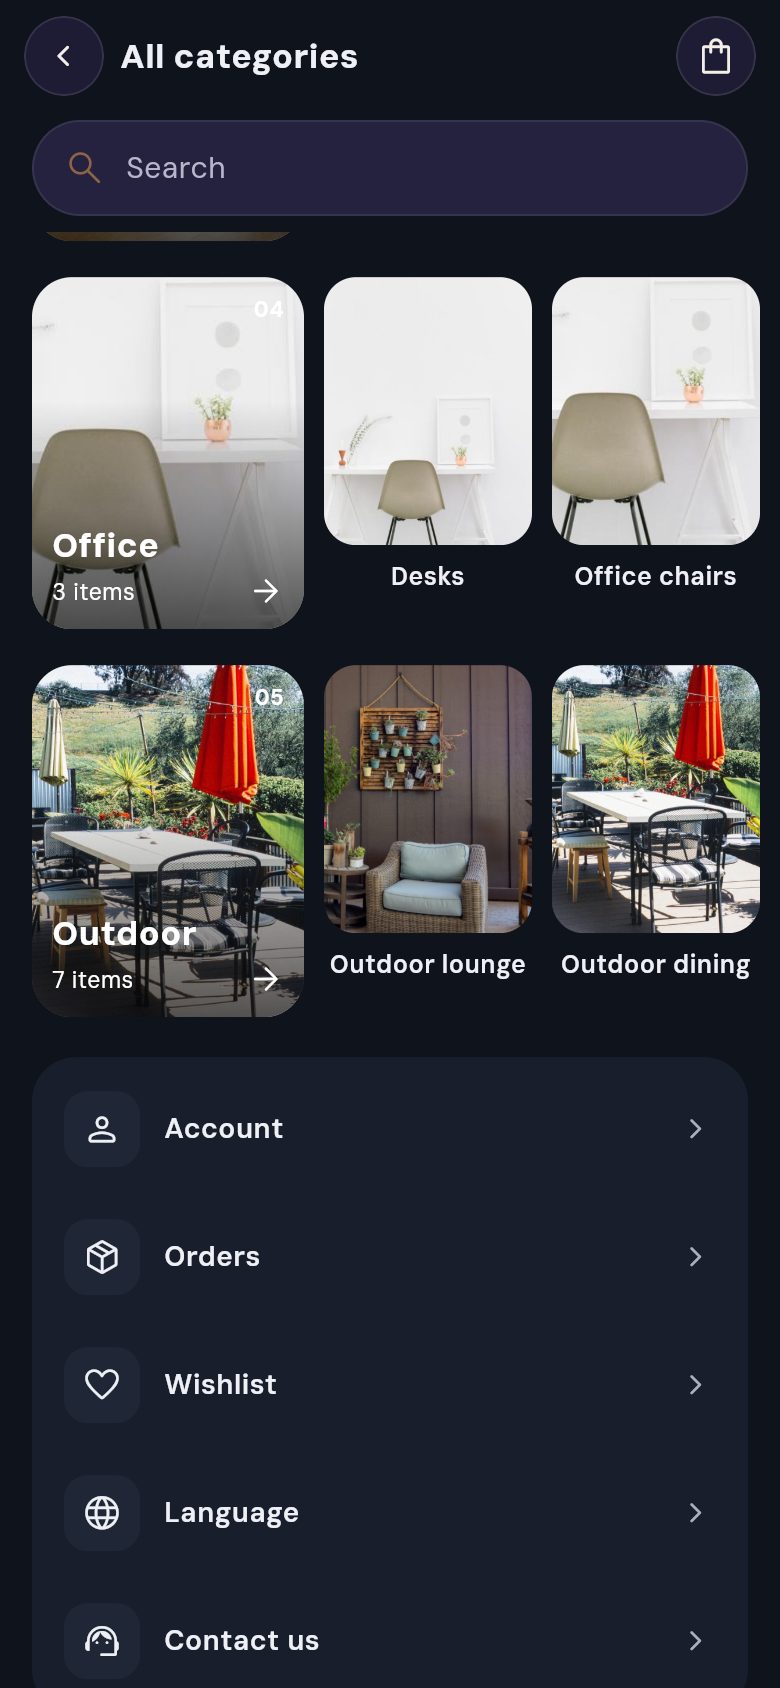 All categories
Search
04
Office
3 items
Desks
Office chairs
05
Outdoor
7 items
Outdoor lounge
Outdoor dining
Account
Orders
Wishlist
Language
Contact us